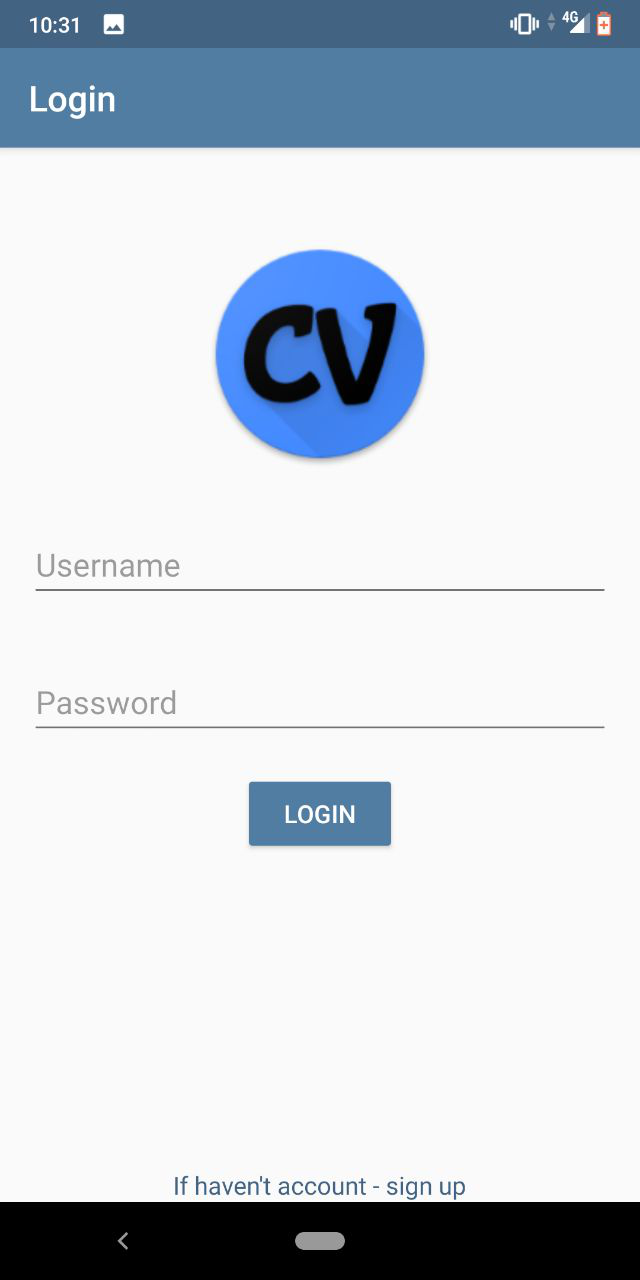 10:31
4G
Login
CV
Username
Password
LOGIN
If haven't account - sign up